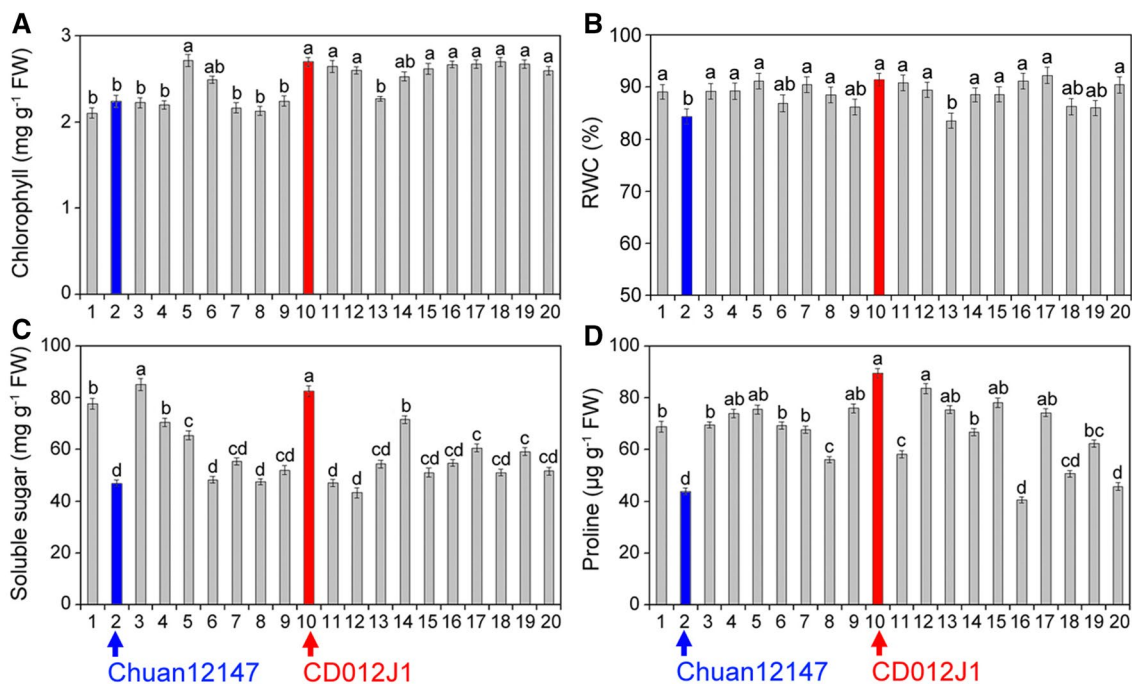 A
Chlorophyll (mg g⁻¹ FW)
3
2
1
0
b b b b a ab b b b a a a b ab a a a a a a
1 2 3 4 5 6 7 8 9 10 11 12 13 14 15 16 17 18 19 20
B
RWC (%)
100
90
80
70
60
50
a b a a a ab a a ab a a a b a a a a ab ab a
1 2 3 4 5 6 7 8 9 10 11 12 13 14 15 16 17 18 19 20
C
Soluble sugar (mg g⁻¹ FW)
100
80
60
40
20
0
b d a b c d cd d cd a d d cd b cd cd c cd c cd
1 2 3 4 5 6 7 8 9 10 11 12 13 14 15 16 17 18 19 20
Chuan12147
CD012J1
D
Proline (µg g⁻¹ FW)
100
80
60
40
20
0
b d b ab ab b b c ab a c a ab b ab d ab cd bc d
1 2 3 4 5 6 7 8 9 10 11 12 13 14 15 16 17 18 19 20
Chuan12147
CD012J1